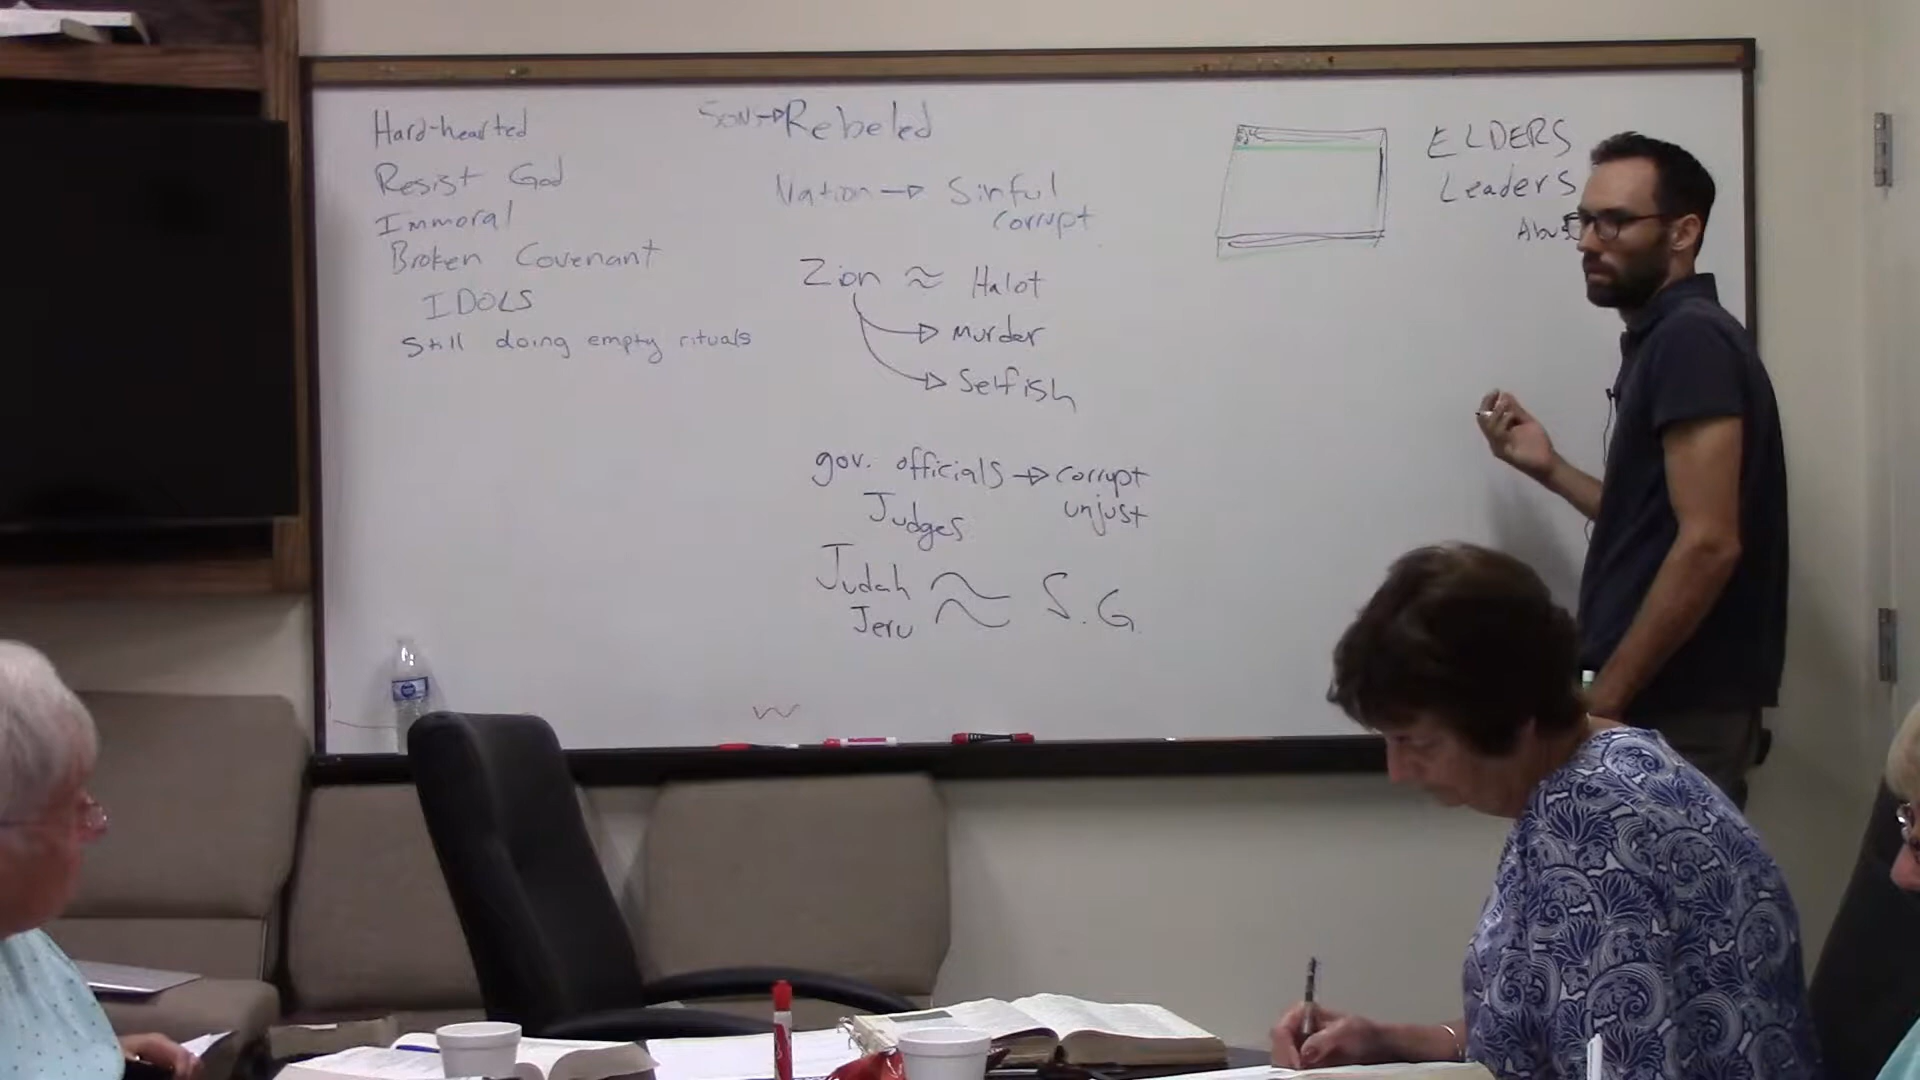 Hard-hearted
Resist God
Immoral
Broken Covenant
IDOLS
Still doing empty rituals
Sons→Rebeled
Nation → Sinful
corrupt
Zion ≈ Halot
→ murder
→ Selfish
gov. officials → corrupt
Judges unjust
Judah ≈ S.G.
Jeru
ELDERS
Leaders